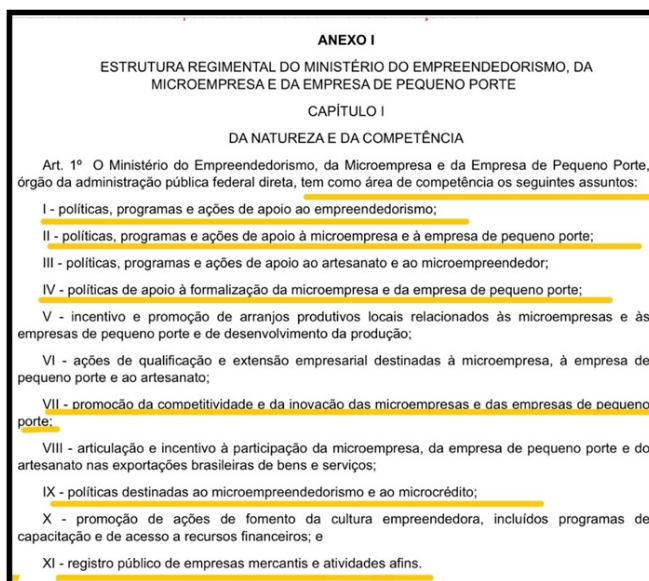 ANEXO I
ESTRUTURA REGIMENTAL DO MINISTÉRIO DO EMPREENDEDORISMO, DA
MICROEMPRESA E DA EMPRESA DE PEQUENO PORTE
CAPÍTULO I
DA NATUREZA E DA COMPETÊNCIA
Art. 1º O Ministério do Empreendedorismo, da Microempresa e da Empresa de Pequeno Porte,
órgão da administração pública federal direta, tem como área de competência os seguintes assuntos:
I - políticas, programas e ações de apoio ao empreendedorismo;
II - políticas, programas e ações de apoio à microempresa e à empresa de pequeno porte;
III - políticas, programas e ações de apoio ao artesanato e ao microempreendedor;
IV - políticas de apoio à formalização da microempresa e da empresa de pequeno porte;
V - incentivo e promoção de arranjos produtivos locais relacionados às microempresas e às
empresas de pequeno porte e de desenvolvimento da produção;
VI - ações de qualificação e extensão empresarial destinadas à microempresa, à empresa de
pequeno porte e ao artesanato;
VII - promoção da competitividade e da inovação das microempresas e das empresas de pequeno
porte;
VIII - articulação e incentivo à participação da microempresa, da empresa de pequeno porte e do
artesanato nas exportações brasileiras de bens e serviços;
IX - políticas destinadas ao microempreendedorismo e ao microcrédito;
X - promoção de ações de fomento da cultura empreendedora, incluídos programas de
capacitação e de acesso a recursos financeiros; e
XI - registro público de empresas mercantis e atividades afins.